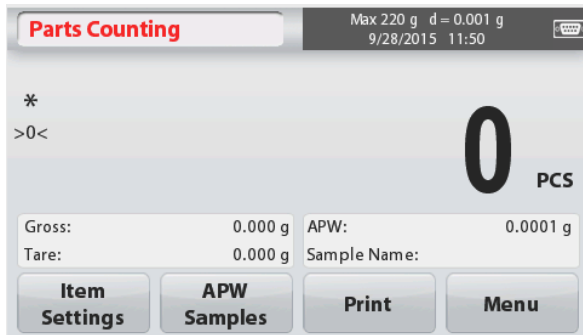 Parts Counting
Max 220 g d = 0.001 g
9/28/2015 11:50
*
>0<
0
PCS
Gross: 0.000 g
Tare: 0.000 g
APW: 0.0001 g
Sample Name:
Item Settings
APW Samples
Print
Menu